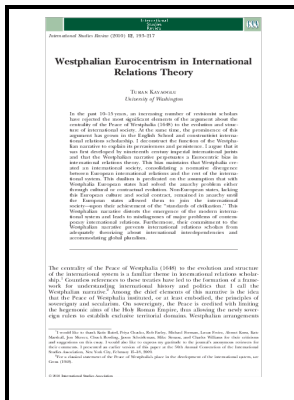 International
Studies
Review
International Studies Review (2010) 12, 193–217
Westphalian Eurocentrism in International
Relations Theory
Turan Kayaoglu
University of Washington
In the past 10–15 years, an increasing number of revisionist scholars
have rejected the most significant elements of the argument about the
centrality of the Peace of Westphalia (1648) to the evolution and struc-
ture of international society. At the same time, the prominence of this
argument has grown in the English School and constructivist interna-
tional relations scholarship. I deconstruct the function of the Westpha-
lian narrative to explain its pervasiveness and persistence. I argue that it
was first developed by nineteenth century imperial international jurists
and that the Westphalian narrative perpetuates a Eurocentric bias in
international relations theory. This bias maintains that Westphalia cre-
ated an international society, consolidating a normative divergence
between European international relations and the rest of the interna-
tional system. This dualism is predicated on the assumption that with
Westphalia European states had solved the anarchy problem either
through cultural or contractual evolution. Non-European states, lacking
this European culture and social contract, remained in anarchy until
the European states allowed them to join the international
society—upon their achievement of the “standards of civilization.” This
Westphalian narrative distorts the emergence of the modern interna-
tional system and leads to misdiagnoses of major problems of contem-
porary international relations. Furthermore, their commitment to the
Westphalian narrative prevents international relations scholars from
adequately theorizing about international interdependencies and
accommodating global pluralism.
The centrality of the Peace of Westphalia (1648) to the evolution and structure
of the international system is a familiar theme in international relations scholar-
ship.² Countless references to these treaties have led to the formation of a frame-
work for understanding international history and politics that I call the
“Westphalian narrative.” Among the chief elements of this narrative is the idea
that the Peace of Westphalia instituted, or at least embodied, the principles of
sovereignty and secularism. On sovereignty, the Peace is credited with limiting
the hegemonic aims of the Holy Roman Empire, thus allowing the newly sover-
eign rulers to establish exclusive territorial domains. Westphalian arrangements
© 2010 International Studies Association